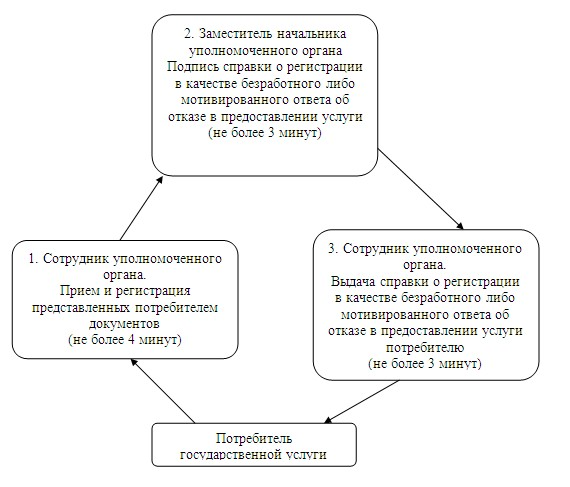 2. Заместитель начальника
уполномоченного органа
Подпись справки о регистрации
в качестве безработного либо
мотивированного ответа об
отказе в предоставлении услуги
(не более 3 минут)
1. Сотрудник уполномоченного
органа.
Прием и регистрация
представленных потребителем
документов
(не более 4 минут)
3. Сотрудник уполномоченного
органа.
Выдача справки о регистрации
в качестве безработного либо
мотивированного ответа об
отказе в предоставлении услуги
потребителю
(не более 3 минут)
Потребитель
государственной услуги